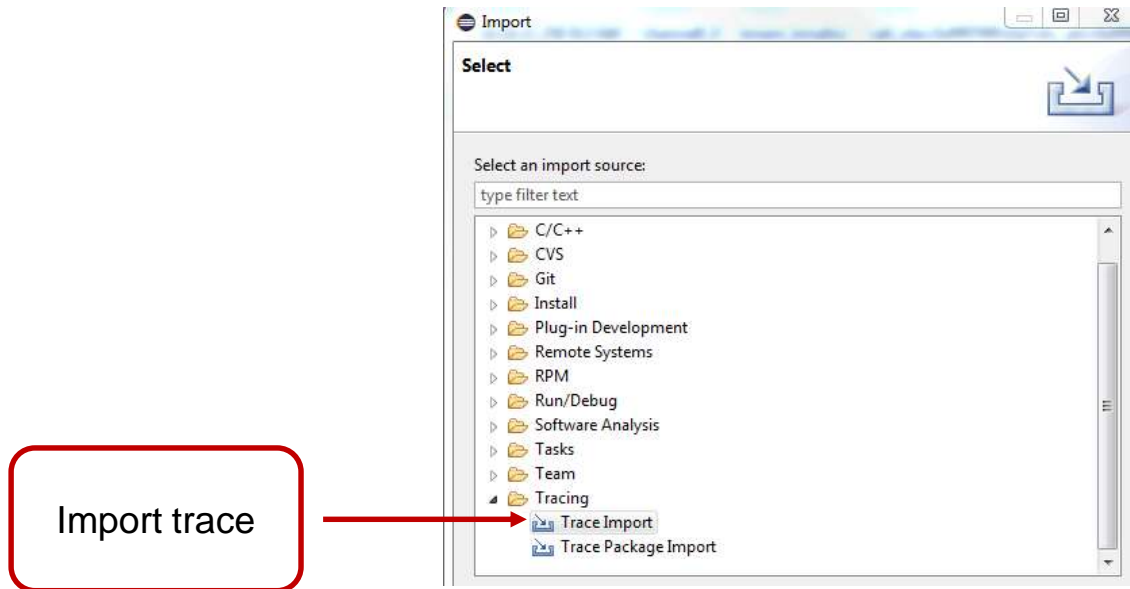 Import
Select
Select an import source:
type filter text
C/C++
CVS
Git
Install
Plug-in Development
Remote Systems
RPM
Run/Debug
Software Analysis
Tasks
Team
Tracing
Import trace
Trace Import
Trace Package Import